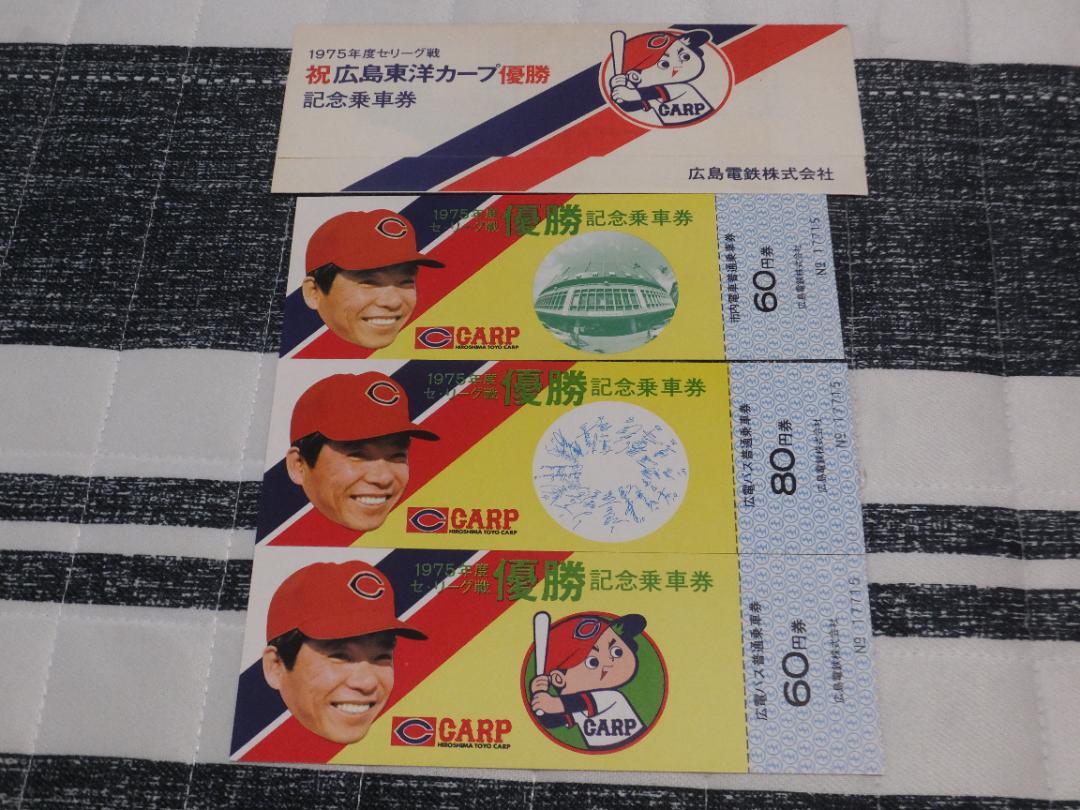 1975年度セリーグ戦
祝広島東洋カープ優勝
記念乗車券
CARP
広島電鉄株式会社
1975年度
セ・リーグ戦
優勝記念乗車券
C CARP
HIROSHIMA TOYO CARP
市内電車普通乗車券
60円券
広島電鉄株式会社
№ 17715
1975年度
セ・リーグ戦
優勝記念乗車券
C CARP
HIROSHIMA TOYO CARP
広電バス普通乗車券
80円券
広島電鉄株式会社
№ 17715
1975年度
セ・リーグ戦
優勝記念乗車券
CARP
C CARP
HIROSHIMA TOYO CARP
広電バス普通乗車券
60円券
広島電鉄株式会社
№ 17715